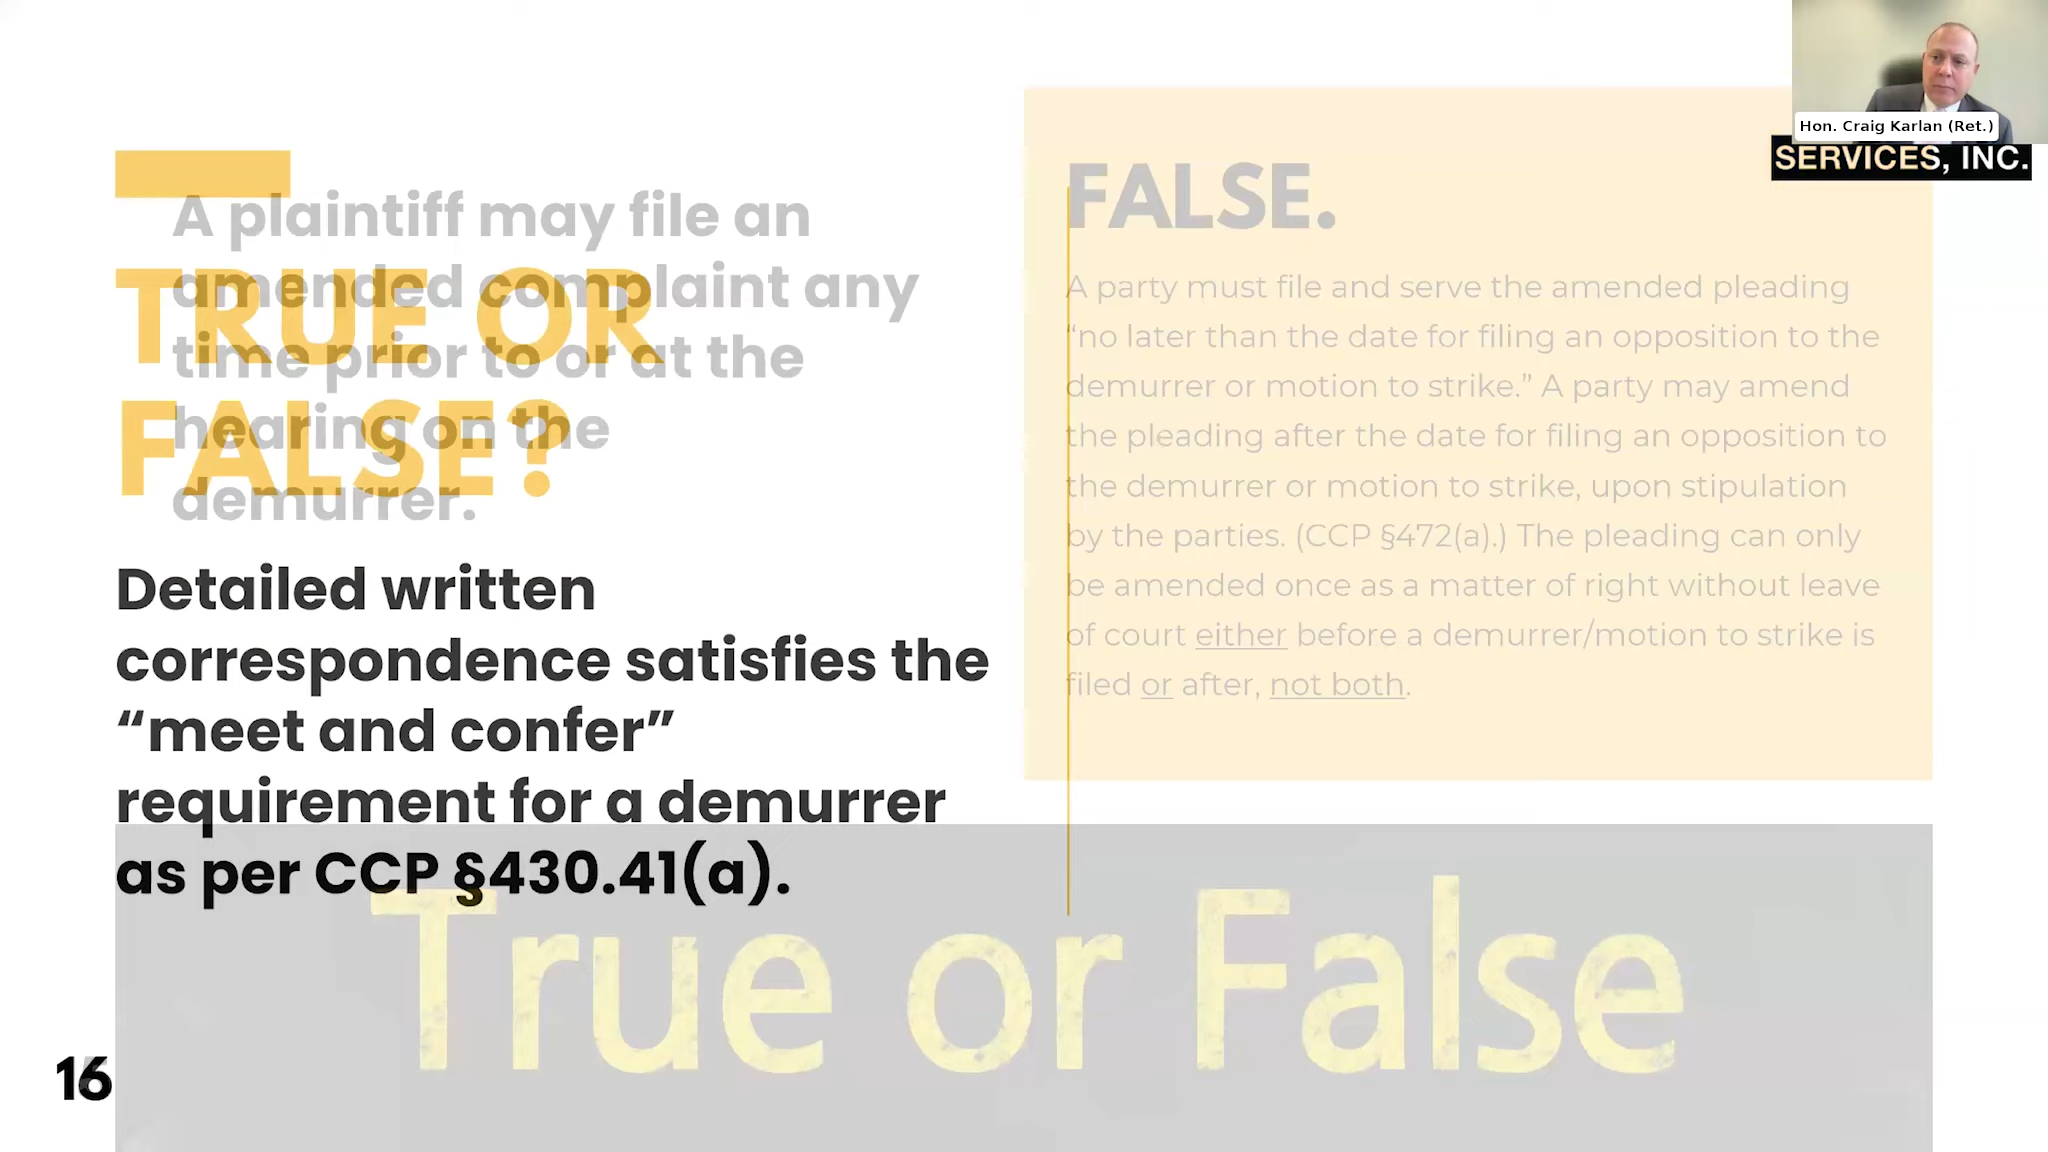 Hon. Craig Karlan (Ret.)
SERVICES, INC.
A plaintiff may file an
amended complaint any
time prior to or at the
hearing on the
demurrer.
TRUE OR
FALSE?
Detailed written
correspondence satisfies the
“meet and confer”
requirement for a demurrer
as per CCP §430.41(a).
FALSE.
A party must file and serve the amended pleading
“no later than the date for filing an opposition to the
demurrer or motion to strike.” A party may amend
the pleading after the date for filing an opposition to
the demurrer or motion to strike, upon stipulation
by the parties. (CCP §472(a).) The pleading can only
be amended once as a matter of right without leave
of court either before a demurrer/motion to strike is
filed or after, not both.
True or False